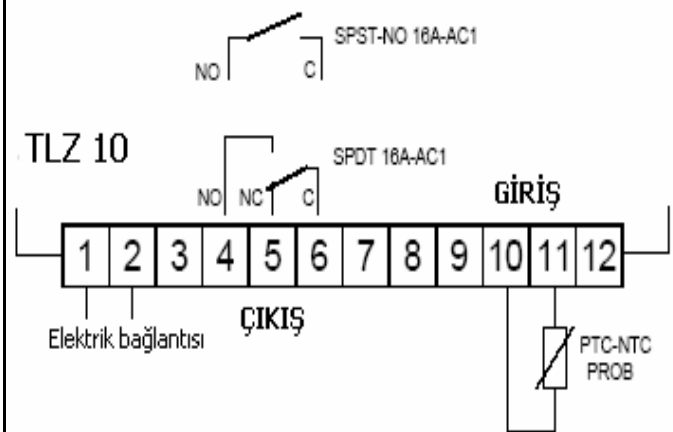 SPST-NO 16A-AC1
NO C
TLZ 10
SPDT 16A-AC1
NO NC C
GİRİŞ
1 2 3 4 5 6 7 8 9 10 11 12
Elektrik bağlantısı
ÇIKIŞ
PTC-NTC
PROB